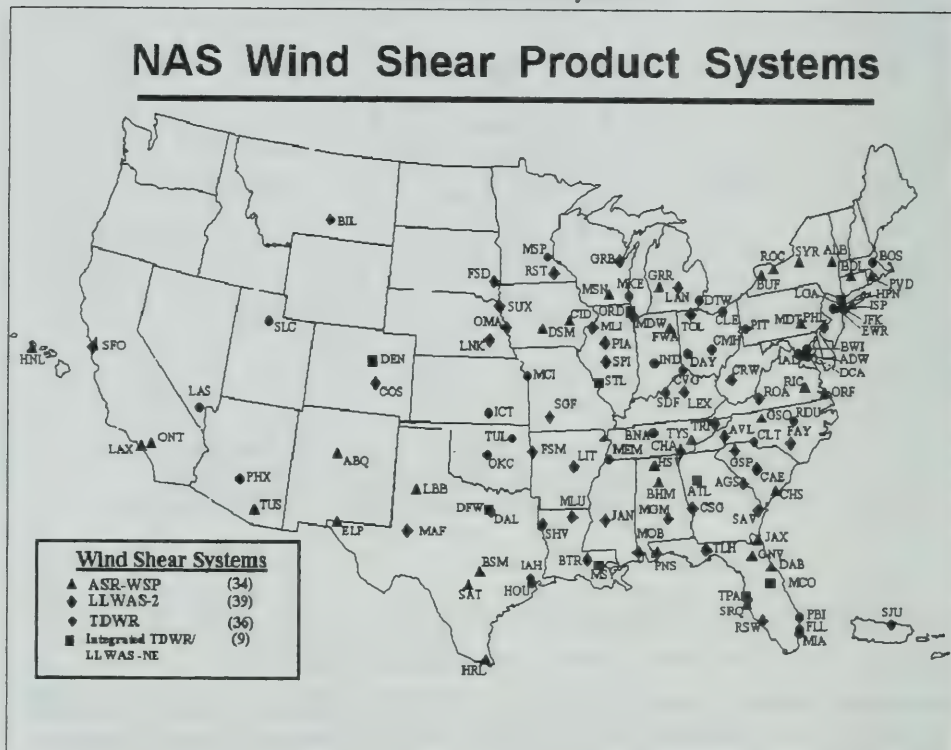 NAS Wind Shear Product Systems
BIL
MSP
RST
GRB
FSD
SUX
OMA
LNK
MSN
MKE
GRR
LAN
DTW
ROC
SYR
ALB
BUF
BDL
BOS
PVD
LGA
HPN
ISP
JFK
EWR
MDT
PHL
CID
DSM
ORD
MDW
MLI
PIA
SPI
STL
FWA
TOL
CLE
PIT
CMH
IND
DAY
CVG
SDF
LEX
CRW
BWI
ADW
DCA
IAD
RIC
ROA
ORF
HNL
SFO
SLC
DEN
COS
LAS
MCI
ICT
SGF
LAX
ONT
PHX
TUS
ABQ
ELP
TUL
OKC
FSM
LIT
MEM
BNA
TYS
TRI
CHA
AVL
GSO
RDU
CLT
FAY
GSP
CAE
HS
BHM
ATL
AGS
CHS
MGM
CSG
SAV
LBB
DFW
DAL
MAF
MLU
SHV
JAN
MOB
BTR
MSY
PNS
TLH
JAX
GNV
DAB
MCO
BSM
SAT
IAH
HOU
HRL
TPA
SRQ
RSW
PBI
FLL
MIA
SJU
Wind Shear Systems
▲ ASR-WSP (34)
◆ LLWAS-2 (39)
● TDWR (36)
■ Integrated TDWR/ (9)
LLWAS-NE